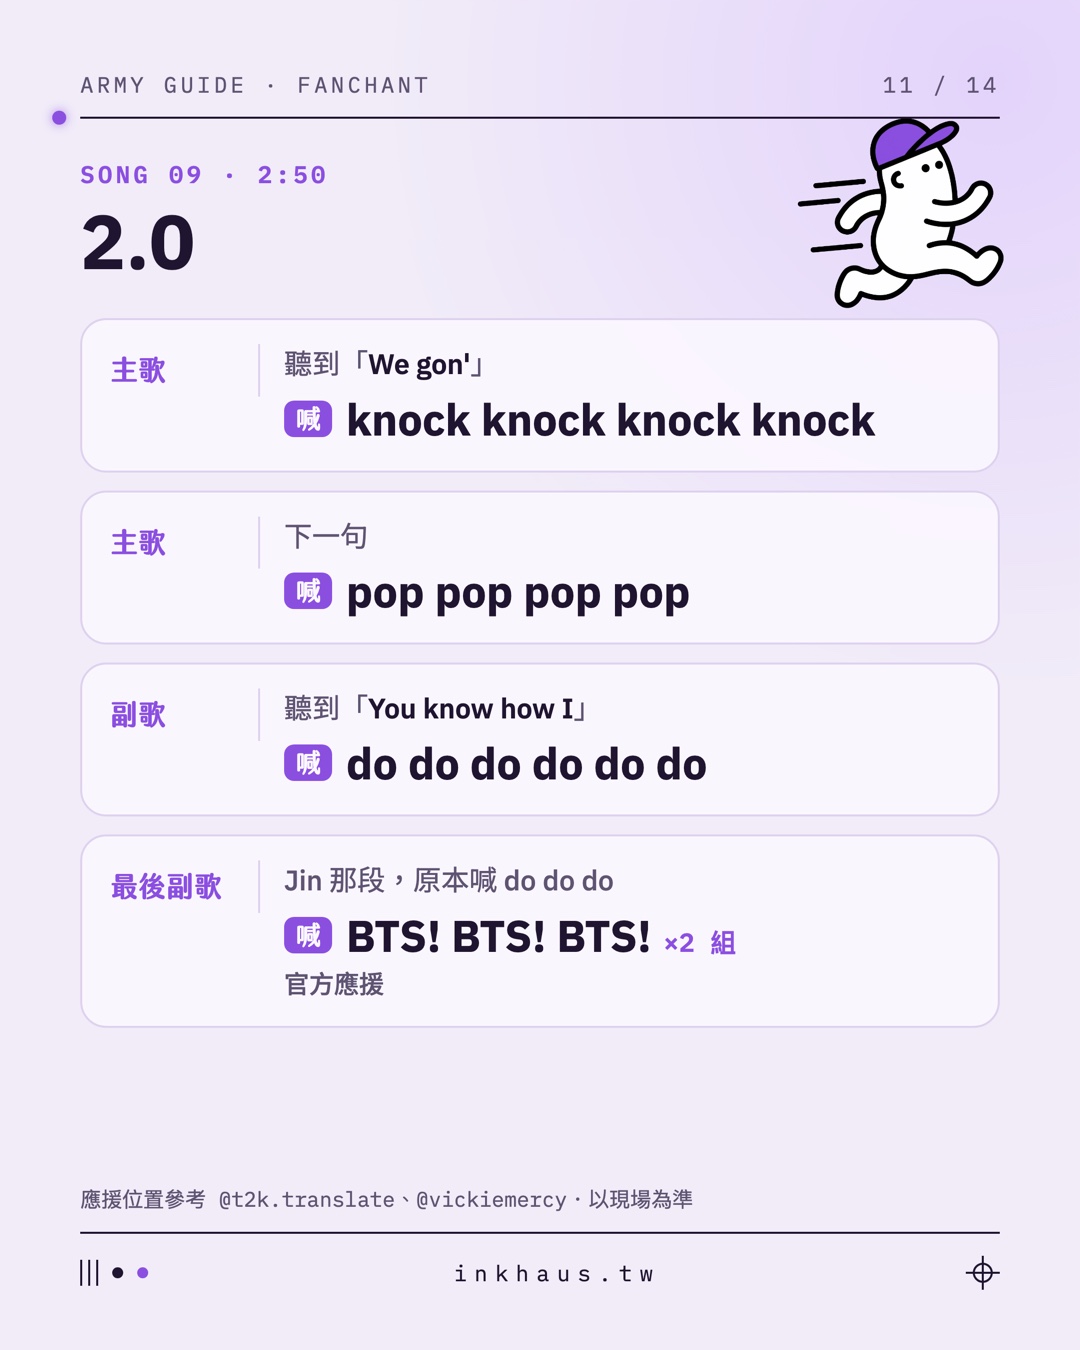 ARMY GUIDE · FANCHANT
11 / 14
SONG 09 · 2:50
2.0
主歌
聽到「We gon'」
喊 knock knock knock knock
主歌
下一句
喊 pop pop pop pop
副歌
聽到「You know how I」
喊 do do do do do do
最後副歌
Jin 那段，原本喊 do do do
喊 BTS! BTS! BTS! ×2 組
官方應援
應援位置參考 @t2k.translate、@vickiemercy · 以現場為準
inkhaus.tw